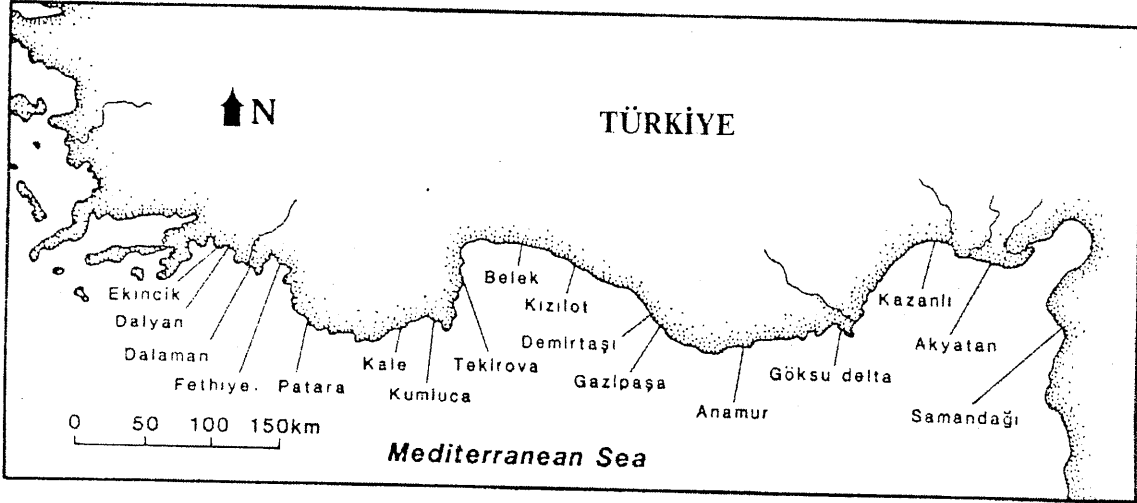 N
TÜRKİYE
Ekincik
Dalyan
Dalaman
Fethiye.
Patara
Kale
Kumluca
Tekirova
Belek
Kızılot
Demirtaşı
Gazipaşa
Anamur
Göksu delta
Kazanlı
Akyatan
Samandağı
0 50 100 150km
Mediterranean Sea